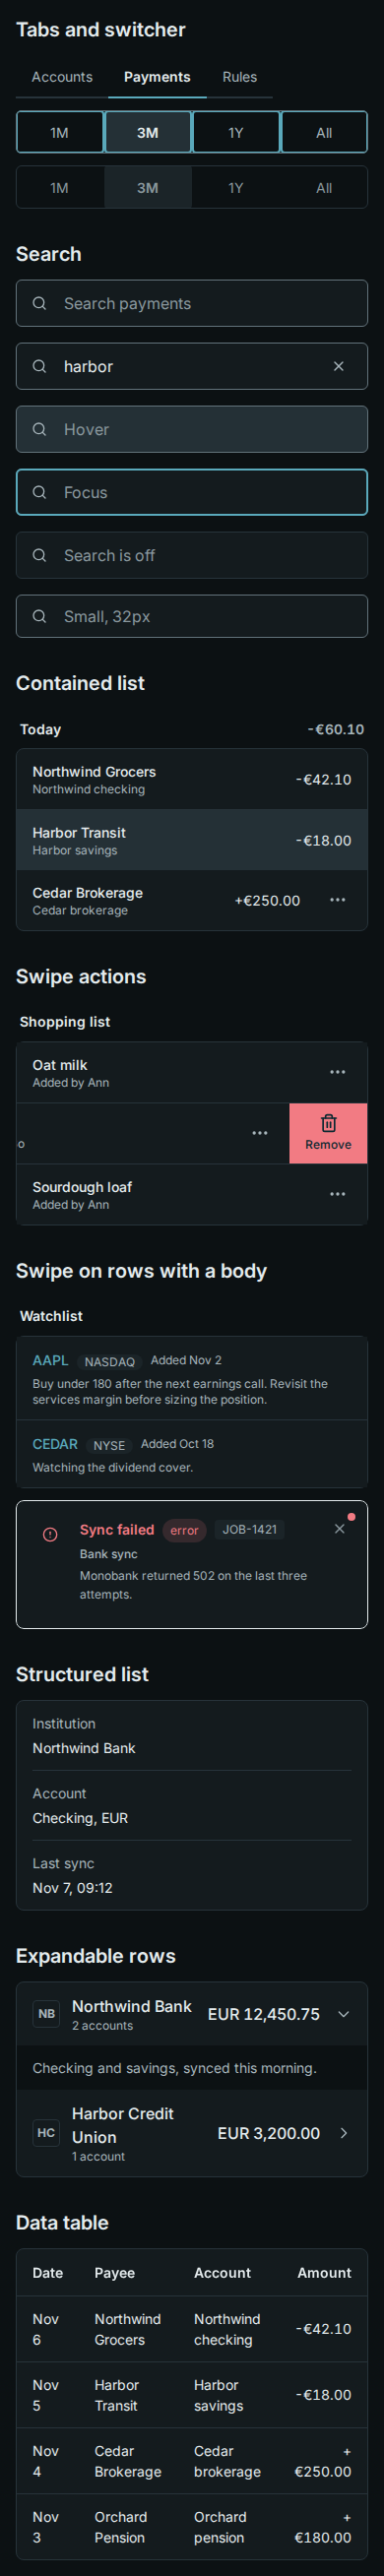 Tabs and switcher
Accounts Payments Rules
1M 3M 1Y All
1M 3M 1Y All
Search
Search payments
harbor
Hover
Focus
Search is off
Small, 32px
Contained list
Today -€60.10
Northwind Grocers
Northwind checking
-€42.10
Harbor Transit
Harbor savings
-€18.00
Cedar Brokerage
Cedar brokerage
+€250.00
Swipe actions
Shopping list
Oat milk
Added by Ann
Remove
Sourdough loaf
Added by Ann
Swipe on rows with a body
Watchlist
AAPL NASDAQ Added Nov 2
Buy under 180 after the next earnings call. Revisit the
services margin before sizing the position.
CEDAR NYSE Added Oct 18
Watching the dividend cover.
Sync failed error JOB-1421
Bank sync
Monobank returned 502 on the last three
attempts.
Structured list
Institution
Northwind Bank
Account
Checking, EUR
Last sync
Nov 7, 09:12
Expandable rows
NB Northwind Bank EUR 12,450.75
2 accounts
Checking and savings, synced this morning.
HC Harbor Credit
Union
1 account
EUR 3,200.00
Data table
Date Payee Account Amount
Nov
6
Northwind
Grocers
Northwind
checking
-€42.10
Nov
5
Harbor
Transit
Harbor
savings
-€18.00
Nov
4
Cedar
Brokerage
Cedar
brokerage
+
€250.00
Nov
3
Orchard
Pension
Orchard
pension
+
€180.00